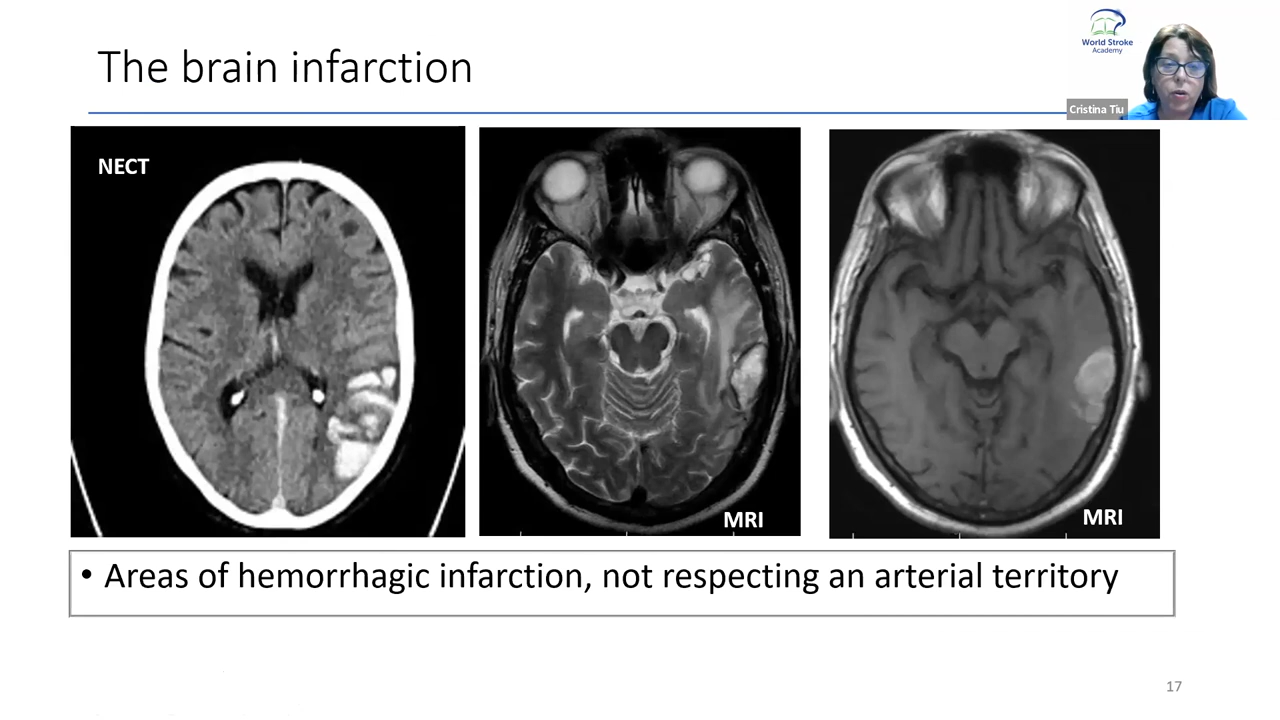 The brain infarction
World Stroke
Academy
Cristina Tiu
NECT
MRI
MRI
• Areas of hemorrhagic infarction, not respecting an arterial territory
17